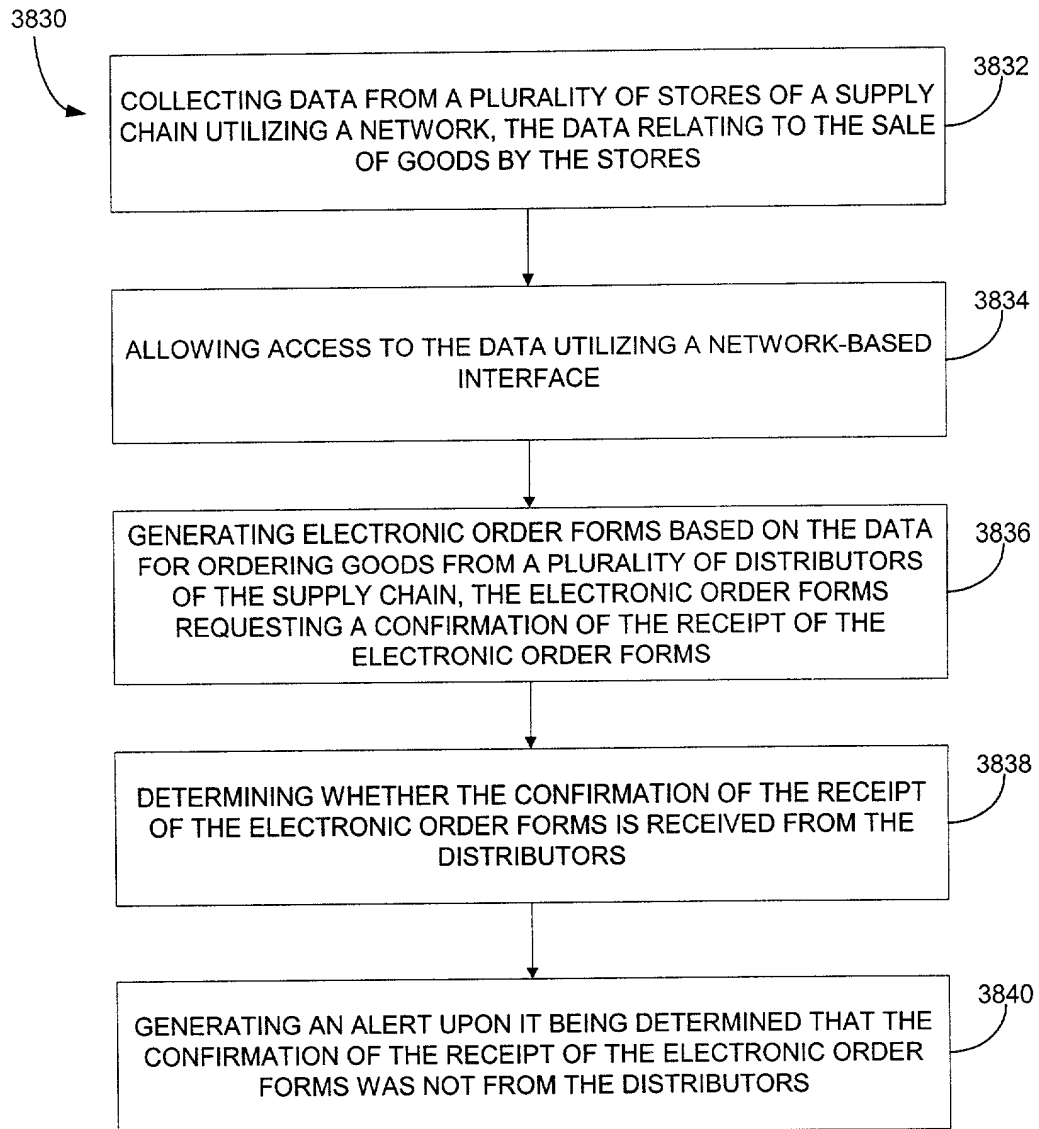 3830
3832
COLLECTING DATA FROM A PLURALITY OF STORES OF A SUPPLY
CHAIN UTILIZING A NETWORK, THE DATA RELATING TO THE SALE
OF GOODS BY THE STORES
3834
ALLOWING ACCESS TO THE DATA UTILIZING A NETWORK-BASED
INTERFACE
3836
GENERATING ELECTRONIC ORDER FORMS BASED ON THE DATA
FOR ORDERING GOODS FROM A PLURALITY OF DISTRIBUTORS
OF THE SUPPLY CHAIN, THE ELECTRONIC ORDER FORMS
REQUESTING A CONFIRMATION OF THE RECEIPT OF THE
ELECTRONIC ORDER FORMS
3838
DETERMINING WHETHER THE CONFIRMATION OF THE RECEIPT
OF THE ELECTRONIC ORDER FORMS IS RECEIVED FROM THE
DISTRIBUTORS
3840
GENERATING AN ALERT UPON IT BEING DETERMINED THAT THE
CONFIRMATION OF THE RECEIPT OF THE ELECTRONIC ORDER
FORMS WAS NOT FROM THE DISTRIBUTORS